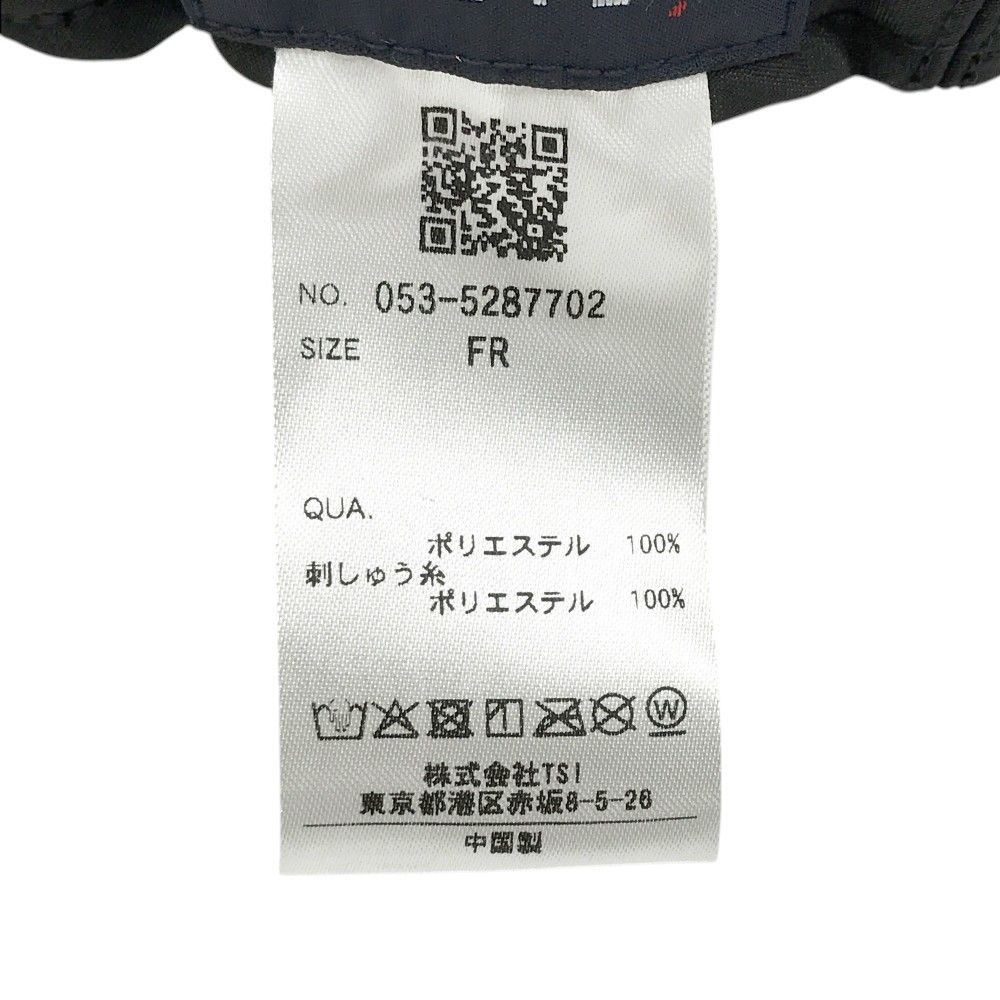 NO. 053-5287702
SIZE FR
QUA.
ポリエステル 100%
刺しゅう糸
ポリエステル 100%
W
株式会社TSI
東京都港区赤坂8-5-26
中国製